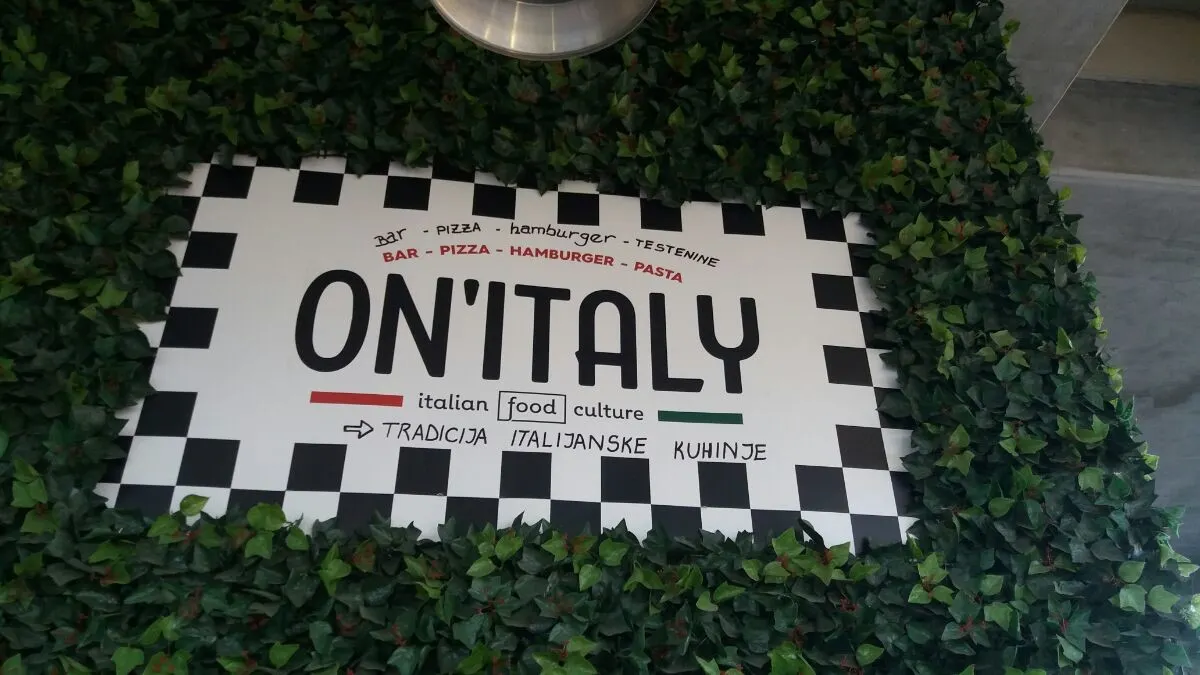 Bar - PIZZA - hamburger - TESTENINE
BAR - PIZZA - HAMBURGER - PASTA
ON'ITALY
italian food culture
TRADICIJA ITALIJANSKE KUHINJE